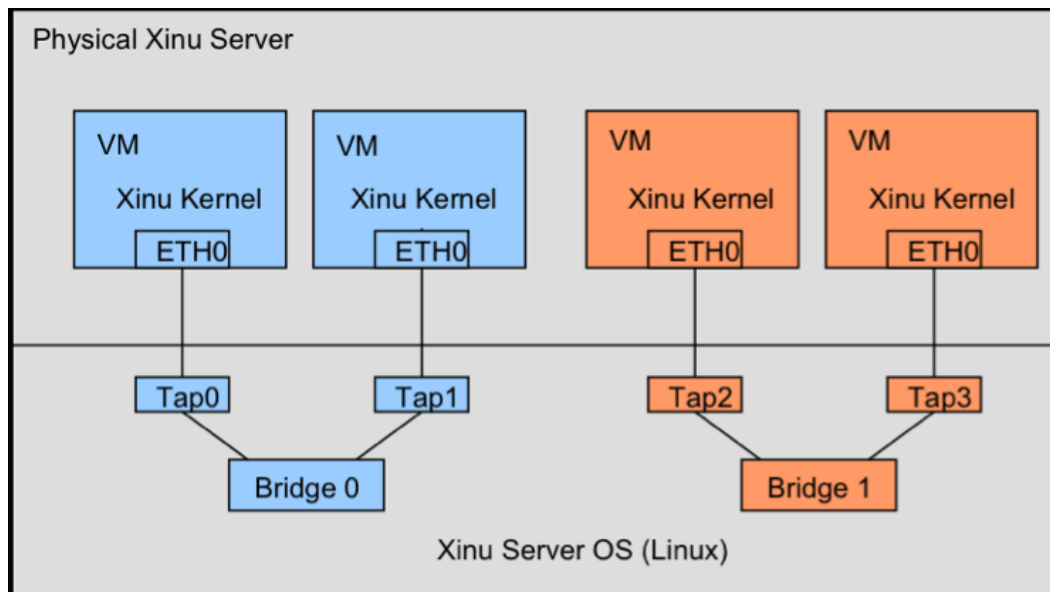 Physical Xinu Server
VM
Xinu Kernel
ETH0
VM
Xinu Kernel
ETH0
VM
Xinu Kernel
ETH0
VM
Xinu Kernel
ETH0
Tap0
Tap1
Tap2
Tap3
Bridge 0
Bridge 1
Xinu Server OS (Linux)